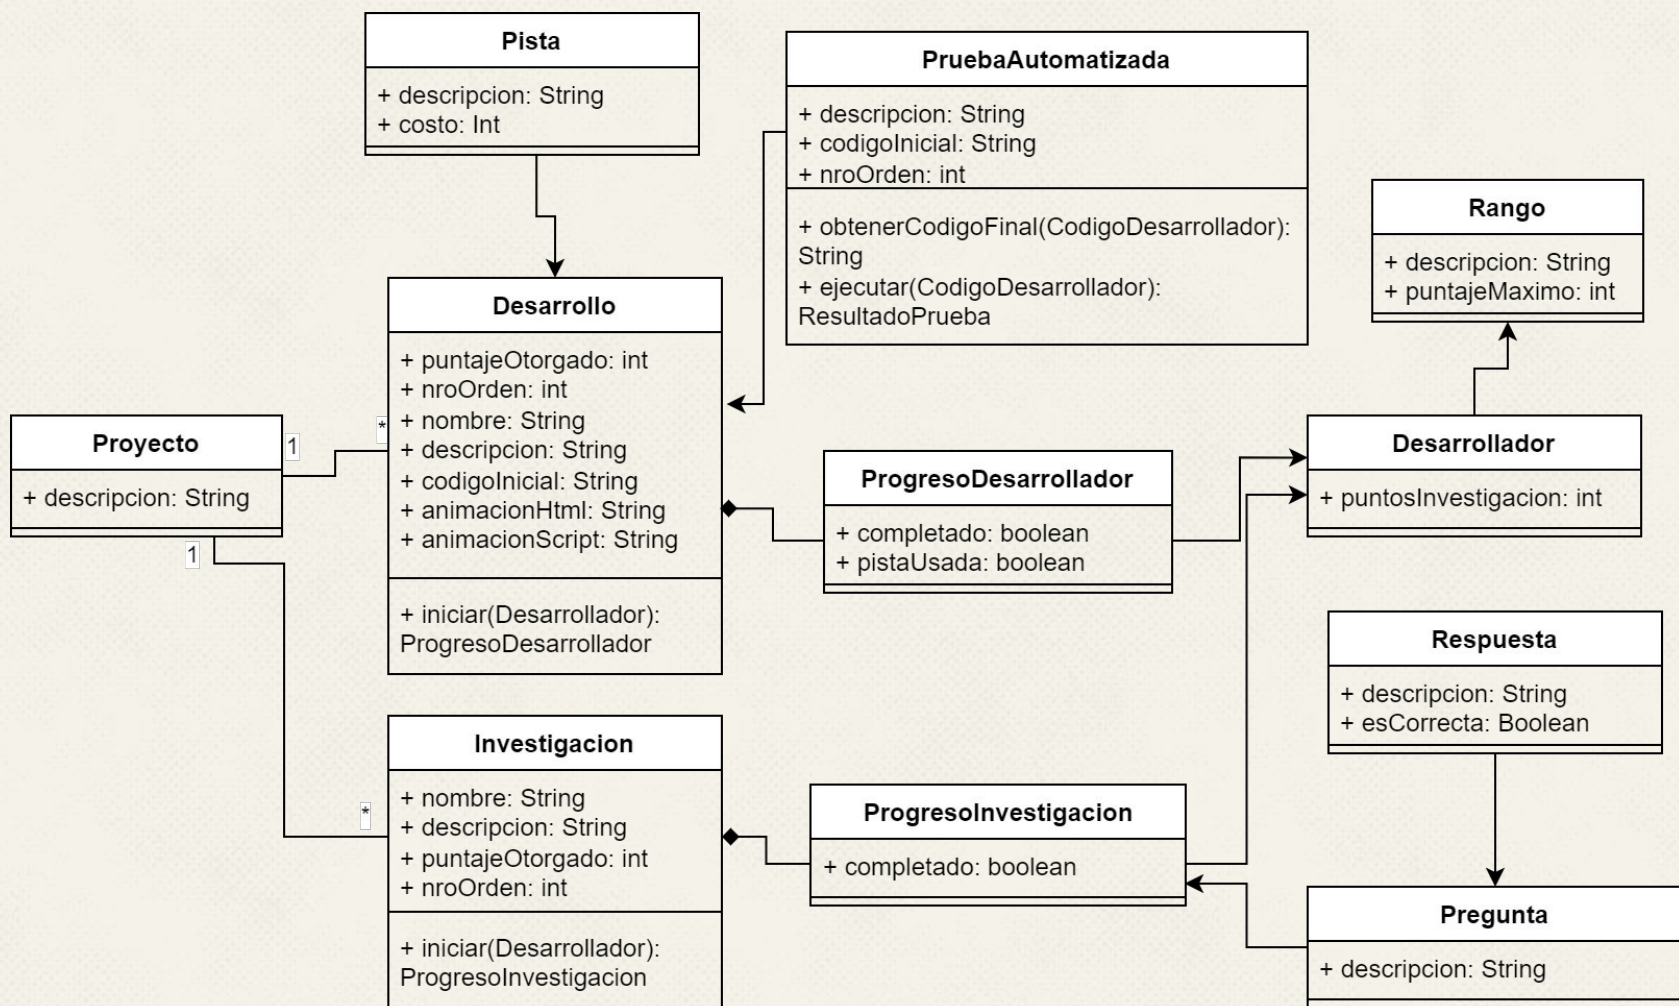 Pista
+ descripcion: String
+ costo: Int
PruebaAutomatizada
+ descripcion: String
+ codigoInicial: String
+ nroOrden: int
+ obtenerCodigoFinal(CodigoDesarrollador):
String
+ ejecutar(CodigoDesarrollador):
ResultadoPrueba
Rango
+ descripcion: String
+ puntajeMaximo: int
Desarrollo
+ puntajeOtorgado: int
+ nroOrden: int
+ nombre: String
+ descripcion: String
+ codigoInicial: String
+ animacionHtml: String
+ animacionScript: String
+ iniciar(Desarrollador):
ProgresoDesarrollador
Proyecto
+ descripcion: String
1
*
1
*
ProgresoDesarrollador
+ completado: boolean
+ pistaUsada: boolean
Desarrollador
+ puntosInvestigacion: int
Respuesta
+ descripcion: String
+ esCorrecta: Boolean
Investigacion
+ nombre: String
+ descripcion: String
+ puntajeOtorgado: int
+ nroOrden: int
+ iniciar(Desarrollador):
ProgresoInvestigacion
ProgresoInvestigacion
+ completado: boolean
Pregunta
+ descripcion: String